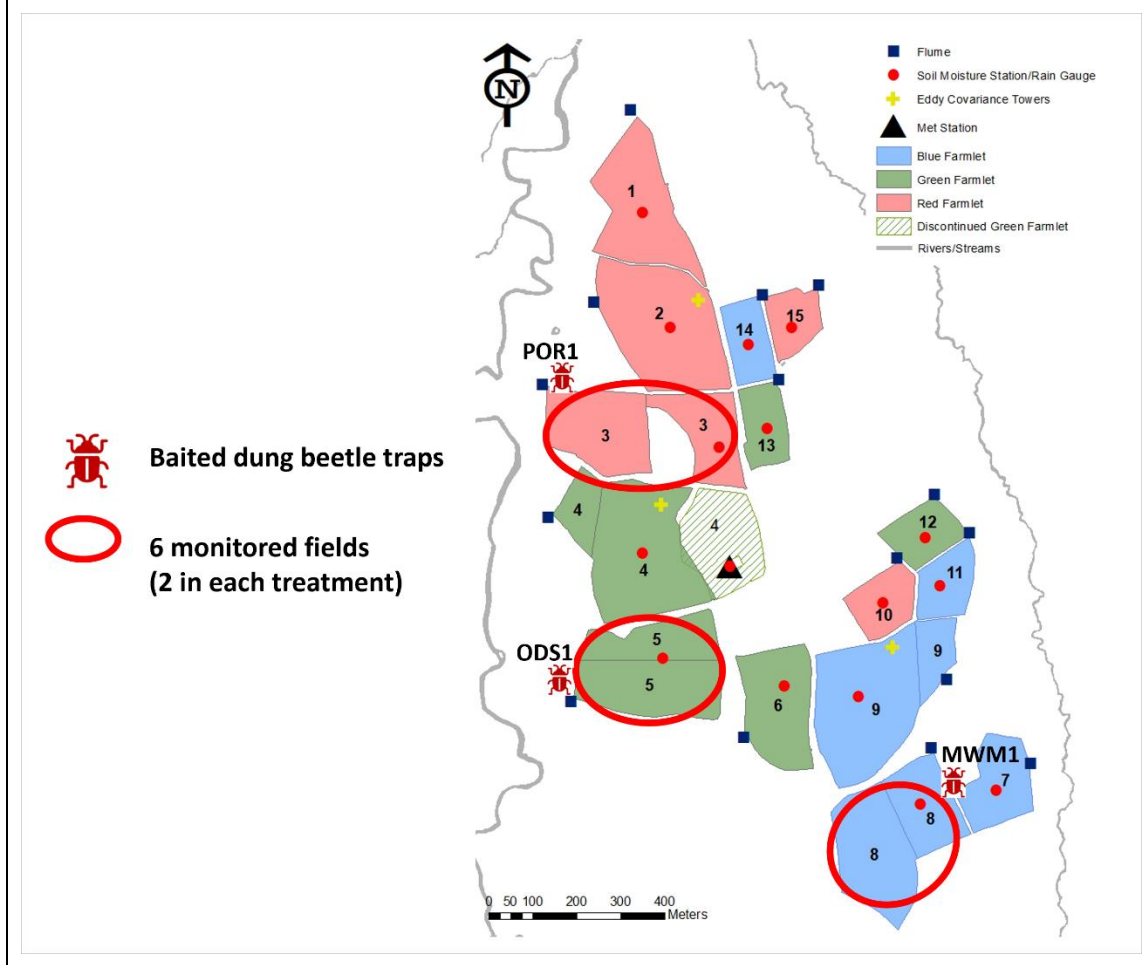 N
Flume
Soil Moisture Station/Rain Gauge
Eddy Covariance Towers
Met Station
Blue Farmlet
Green Farmlet
Red Farmlet
Discontinued Green Farmlet
Rivers/Streams
1
2
14
15
POR1
3
3
13
4
4
4
12
11
10
ODS1
5
5
9
6
9
MWM1
7
8
8
Baited dung beetle traps
6 monitored fields
(2 in each treatment)
0 50 100 200 300 400
Meters